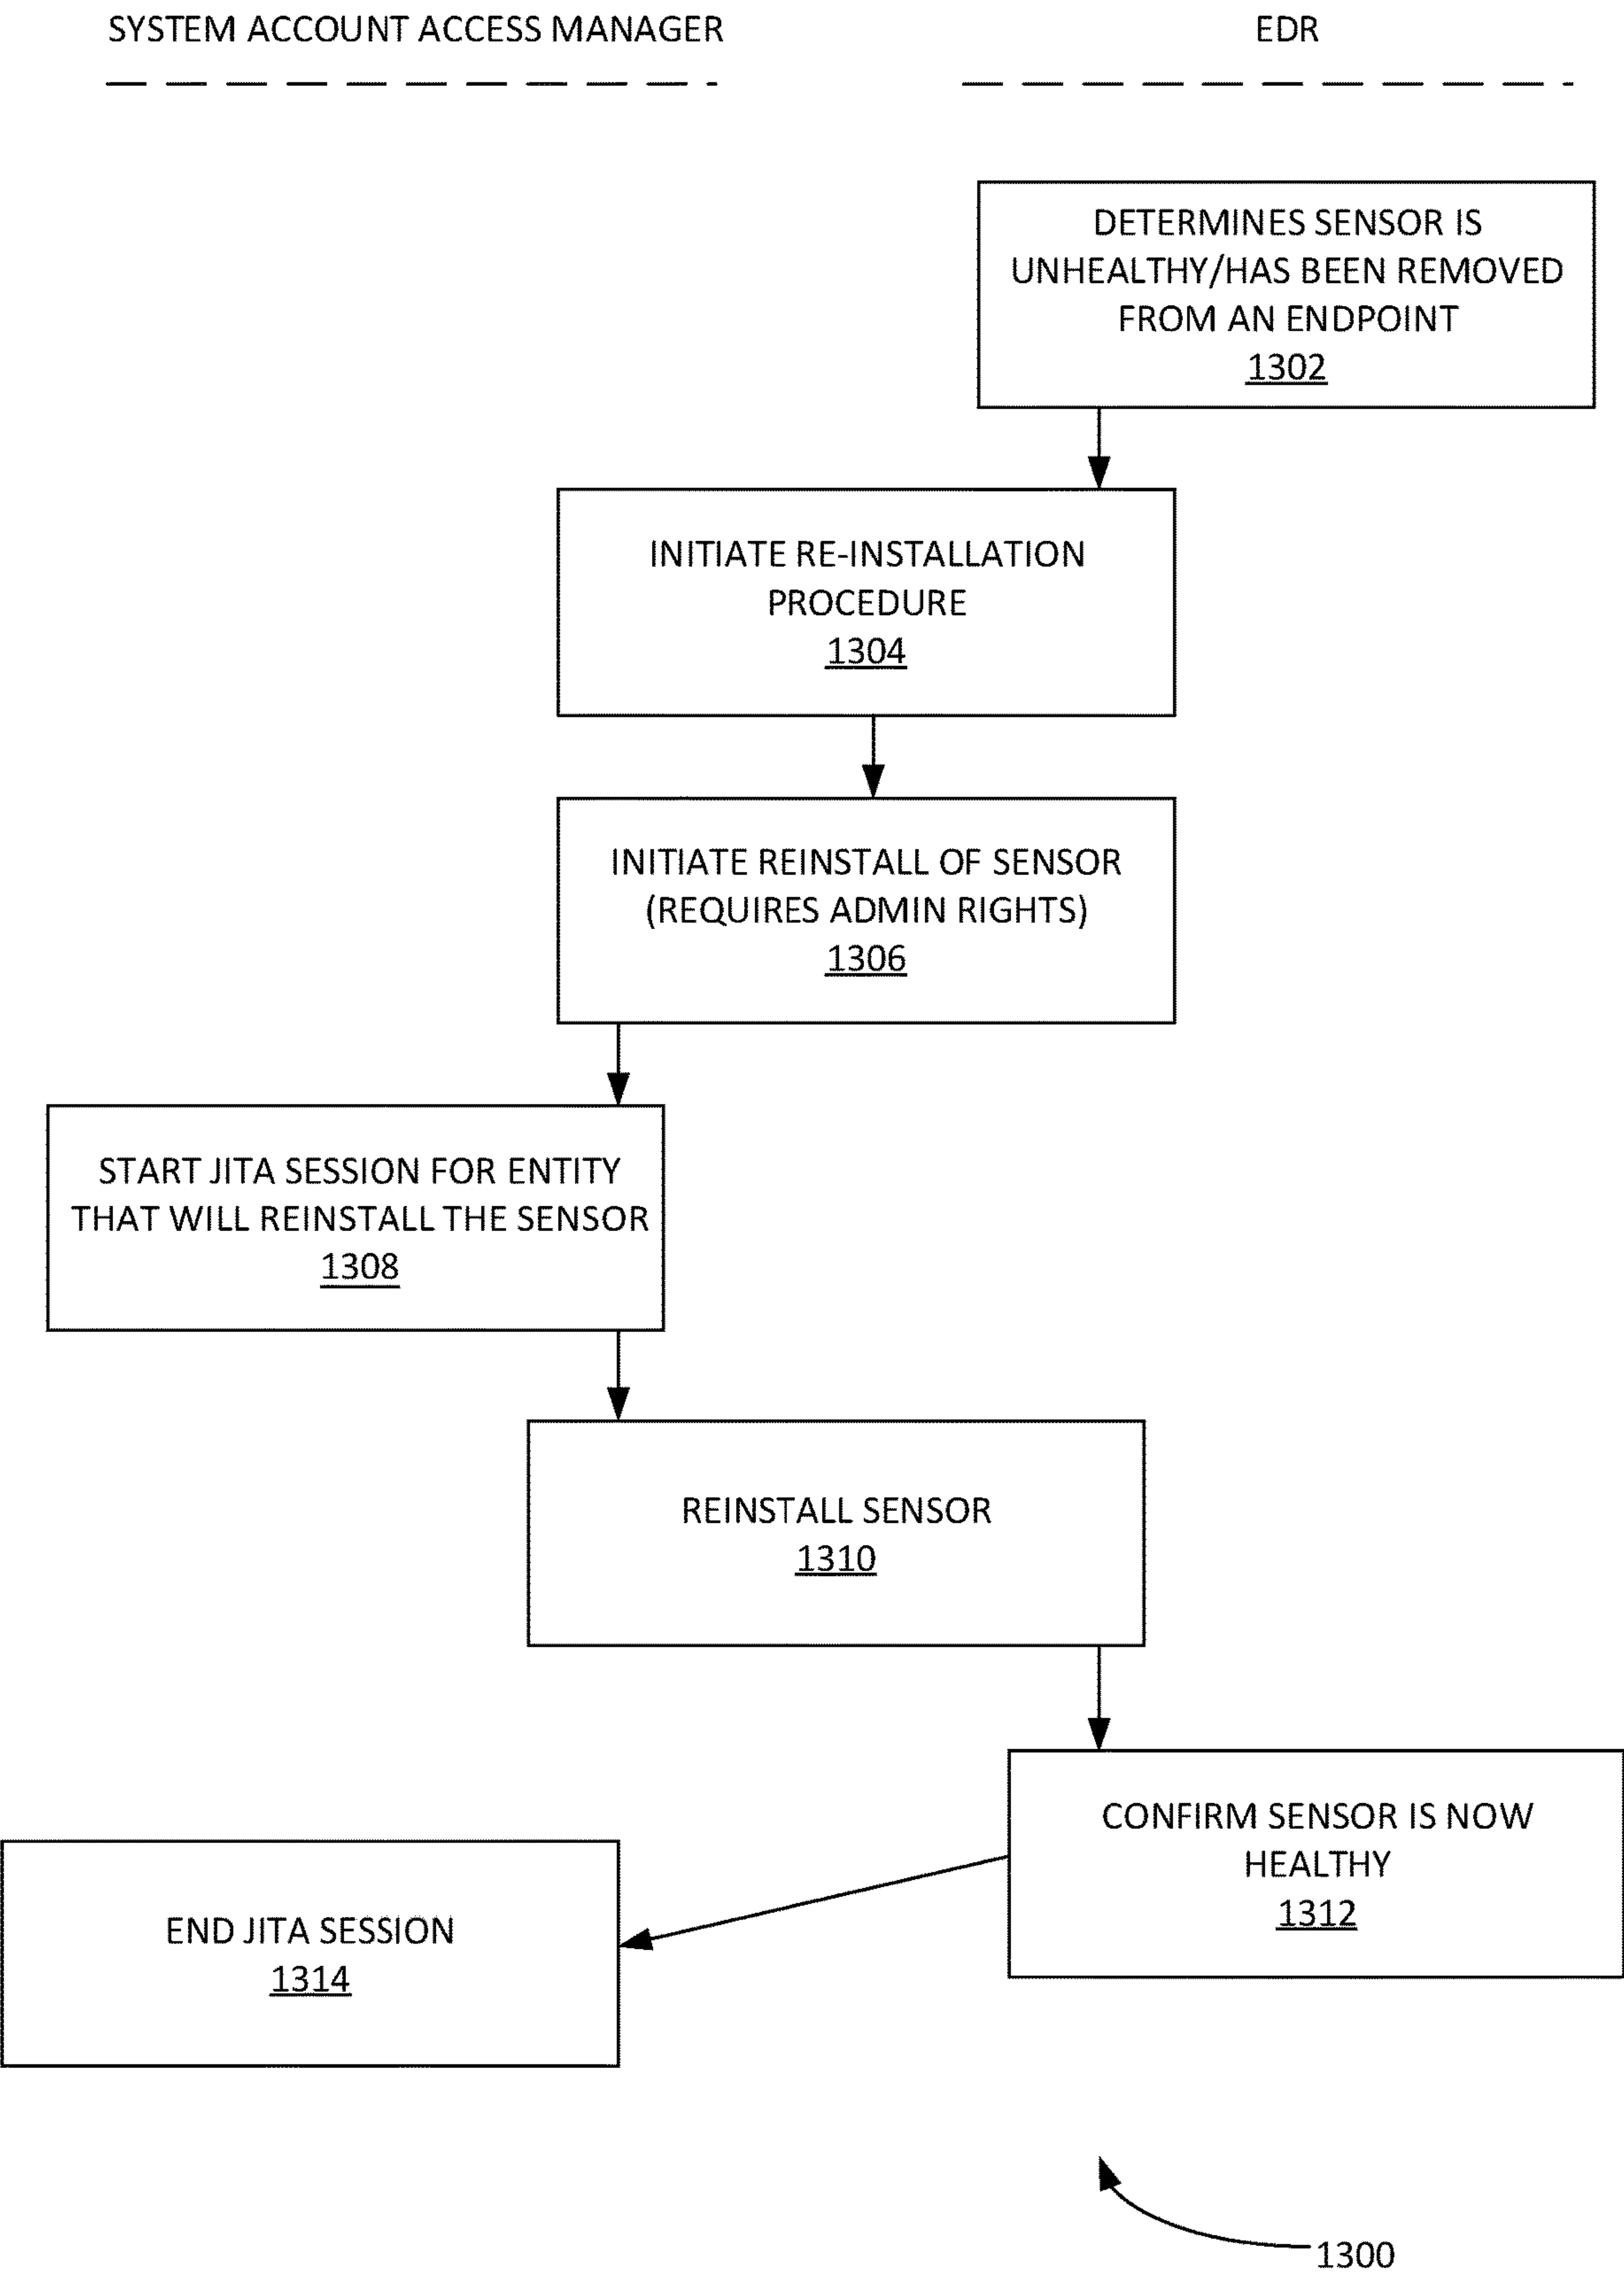 SYSTEM ACCOUNT ACCESS MANAGER
EDR
DETERMINES SENSOR IS
UNHEALTHY/HAS BEEN REMOVED
FROM AN ENDPOINT
1302
INITIATE RE-INSTALLATION
PROCEDURE
1304
INITIATE REINSTALL OF SENSOR
(REQUIRES ADMIN RIGHTS)
1306
START JITA SESSION FOR ENTITY
THAT WILL REINSTALL THE SENSOR
1308
REINSTALL SENSOR
1310
CONFIRM SENSOR IS NOW
HEALTHY
1312
END JITA SESSION
1314
1300